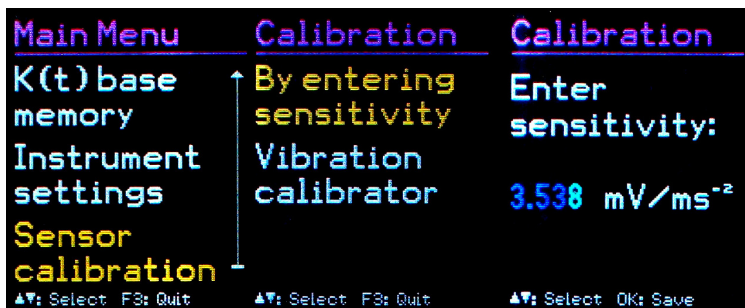 Main Menu
K(t) base
memory
Instrument
settings
Sensor
calibration
▲▼: Select F3: Quit
Calibration
By entering
sensitivity
Vibration
calibrator
▲▼: Select F3: Quit
Calibration
Enter
sensitivity:
3.538 mV/ms⁻²
▲▼: Select OK: Save